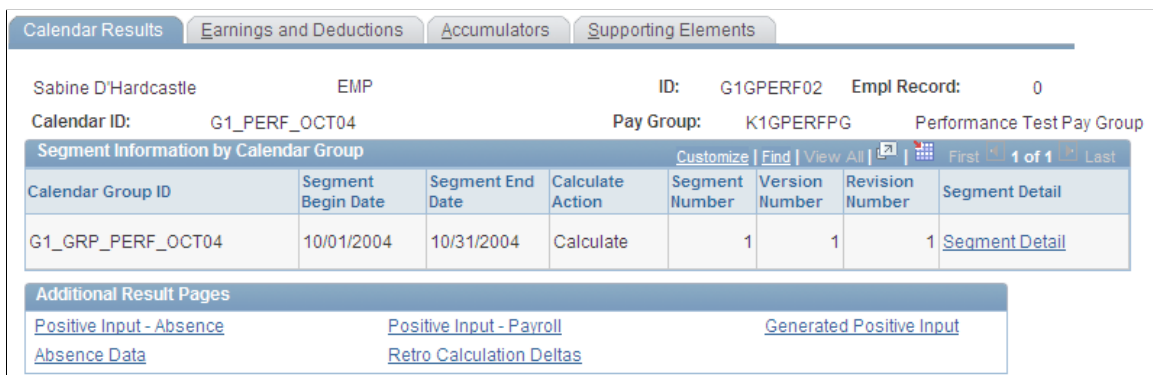 Calendar Results Earnings and Deductions Accumulators Supporting Elements
Sabine D'Hardcastle EMP ID: G1GPERF02 Empl Record: 0
Calendar ID: G1_PERF_OCT04 Pay Group: K1GPERFPG Performance Test Pay Group
Segment Information by Calendar Group Customize | Find | View All | | First 1 of 1 Last
Calendar Group ID Segment Begin Date Segment End Date Calculate Action Segment Number Version Number Revision Number Segment Detail
G1_GRP_PERF_OCT04 10/01/2004 10/31/2004 Calculate 1 1 1 Segment Detail
Additional Result Pages
Positive Input - Absence Positive Input - Payroll Generated Positive Input
Absence Data Retro Calculation Deltas